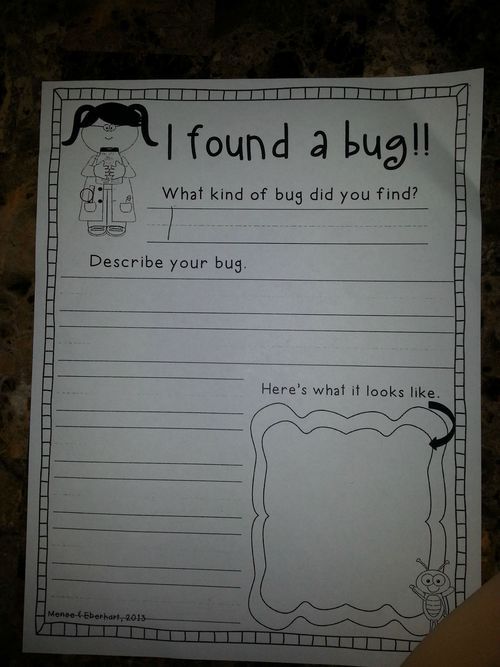 I found a bug!!
What kind of bug did you find?
Describe your bug.
Here's what it looks like.
Menee & Eberhart, 2013